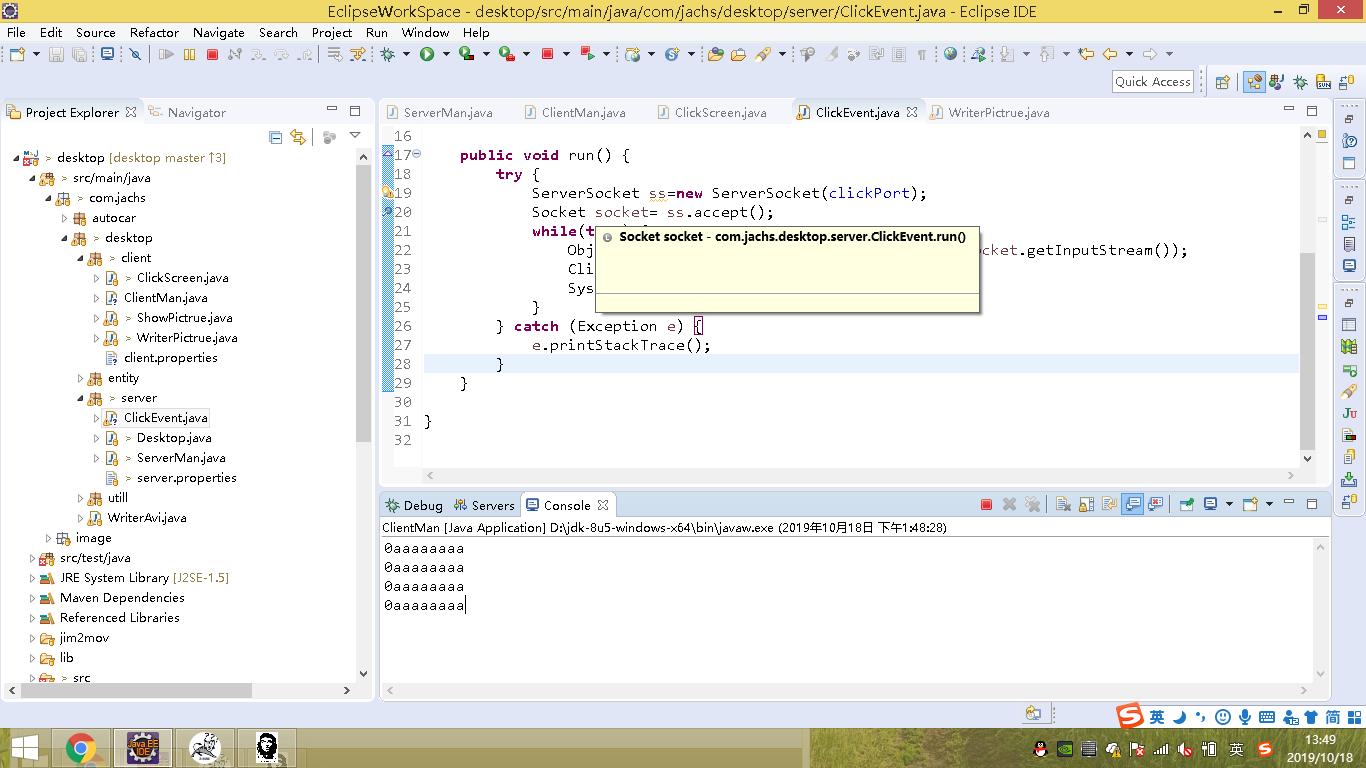 EclipseWorkSpace - desktop/src/main/java/com/jachs/desktop/server/ClickEvent.java - Eclipse IDE
File Edit Source Refactor Navigate Search Project Run Window Help
Quick Access
Project Explorer Navigator
> desktop [desktop master ↑3]
> src/main/java
> com.jachs
autocar
> desktop
> client
> ClickScreen.java
ClientMan.java
> ShowPictrue.java
> WriterPictrue.java
client.properties
entity
> server
ClickEvent.java
> Desktop.java
> ServerMan.java
> server.properties
utill
WriterAvi.java
image
src/test/java
JRE System Library [J2SE-1.5]
Maven Dependencies
Referenced Libraries
jim2mov
lib
> src
ServerMan.java ClientMan.java ClickScreen.java ClickEvent.java WriterPictrue.java
16
17 public void run() {
18 try {
19 ServerSocket ss=new ServerSocket(clickPort);
20 Socket socket= ss.accept();
21 while(t
Socket socket - com.jachs.desktop.server.ClickEvent.run()
22 Obj cket.getInputStream());
23 Cli
24 Sys
25 }
26 } catch (Exception e) {
27 e.printStackTrace();
28 }
29 }
30
31 }
32
Debug Servers Console
ClientMan [Java Application] D:\jdk-8u5-windows-x64\bin\javaw.exe (2019年10月18日 下午1:48:28)
0aaaaaaaa
0aaaaaaaa
0aaaaaaaa
0aaaaaaaa
英 简
Java EE
IDE
英
13:49
2019/10/18